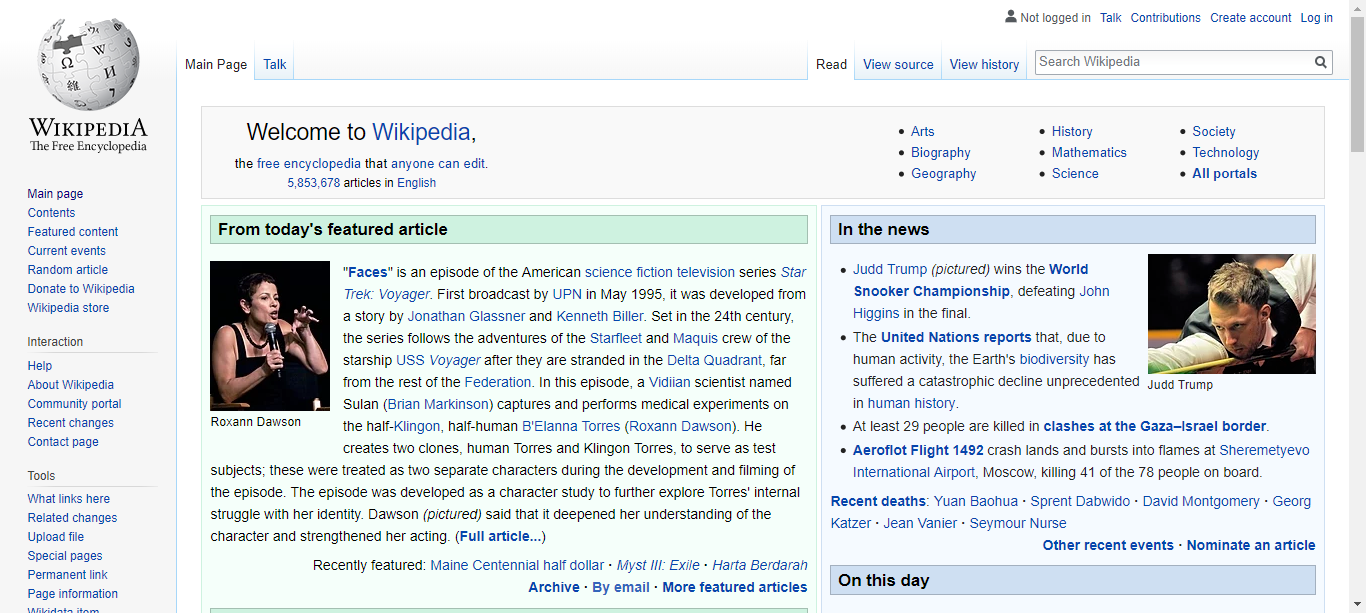 Not logged in Talk Contributions Create account Log in
Main Page Talk
Read View source View history Search Wikipedia
WIKIPEDIA
The Free Encyclopedia
Main page
Contents
Featured content
Current events
Random article
Donate to Wikipedia
Wikipedia store
Interaction
Help
About Wikipedia
Community portal
Recent changes
Contact page
Tools
What links here
Related changes
Upload file
Special pages
Permanent link
Page information
Wikidata item
Welcome to Wikipedia,
the free encyclopedia that anyone can edit.
5,853,678 articles in English
Arts
Biography
Geography
History
Mathematics
Science
Society
Technology
All portals
From today's featured article
Roxann Dawson
"Faces" is an episode of the American science fiction television series Star
Trek: Voyager. First broadcast by UPN in May 1995, it was developed from
a story by Jonathan Glassner and Kenneth Biller. Set in the 24th century,
the series follows the adventures of the Starfleet and Maquis crew of the
starship USS Voyager after they are stranded in the Delta Quadrant, far
from the rest of the Federation. In this episode, a Vidiian scientist named
Sulan (Brian Markinson) captures and performs medical experiments on
the half-Klingon, half-human B'Elanna Torres (Roxann Dawson). He
creates two clones, human Torres and Klingon Torres, to serve as test
subjects; these were treated as two separate characters during the development and filming of
the episode. The episode was developed as a character study to further explore Torres' internal
struggle with her identity. Dawson (pictured) said that it deepened her understanding of the
character and strengthened her acting. (Full article...)
Recently featured: Maine Centennial half dollar · Myst III: Exile · Harta Berdarah
Archive · By email · More featured articles
In the news
Judd Trump
Judd Trump (pictured) wins the World
Snooker Championship, defeating John
Higgins in the final.
The United Nations reports that, due to
human activity, the Earth's biodiversity has
suffered a catastrophic decline unprecedented
in human history.
At least 29 people are killed in clashes at the Gaza–Israel border.
Aeroflot Flight 1492 crash lands and bursts into flames at Sheremetyevo
International Airport, Moscow, killing 41 of the 78 people on board.
Recent deaths: Yuan Baohua · Sprent Dabwido · David Montgomery · Georg
Katzer · Jean Vanier · Seymour Nurse
Other recent events · Nominate an article
On this day